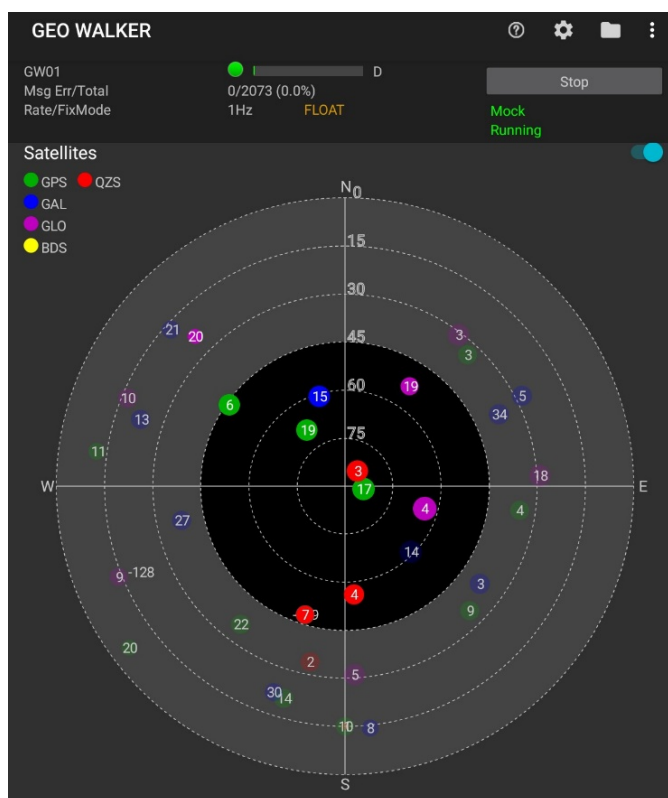 GEO WALKER
GW01 D
Msg Err/Total 0/2073 (0.0%)
Rate/FixMode 1Hz FLOAT
Stop
Mock
Running
Satellites
GPS QZS
GAL
GLO
BDS
N 0
15
30
-21 20 3
3
45
60
19
-10 6 15 -5
13 19 34
75
11
3
W 17 18 E
4 4
27
14
9 -128
3
4 9
22 -7 9
20
2
5
30 14
10 8
S